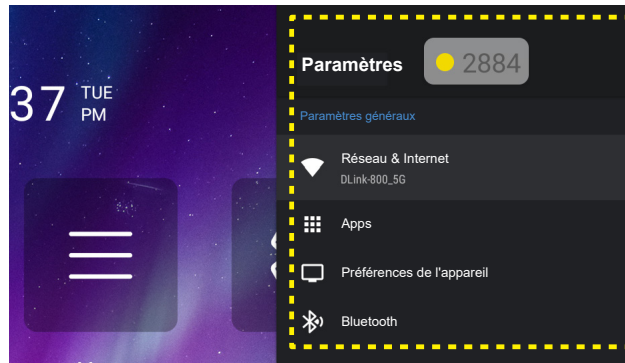 37 TUE
PM
Paramètres 2884
Paramètres généraux
Réseau & Internet
DLink-800_5G
Apps
Préférences de l'appareil
Bluetooth